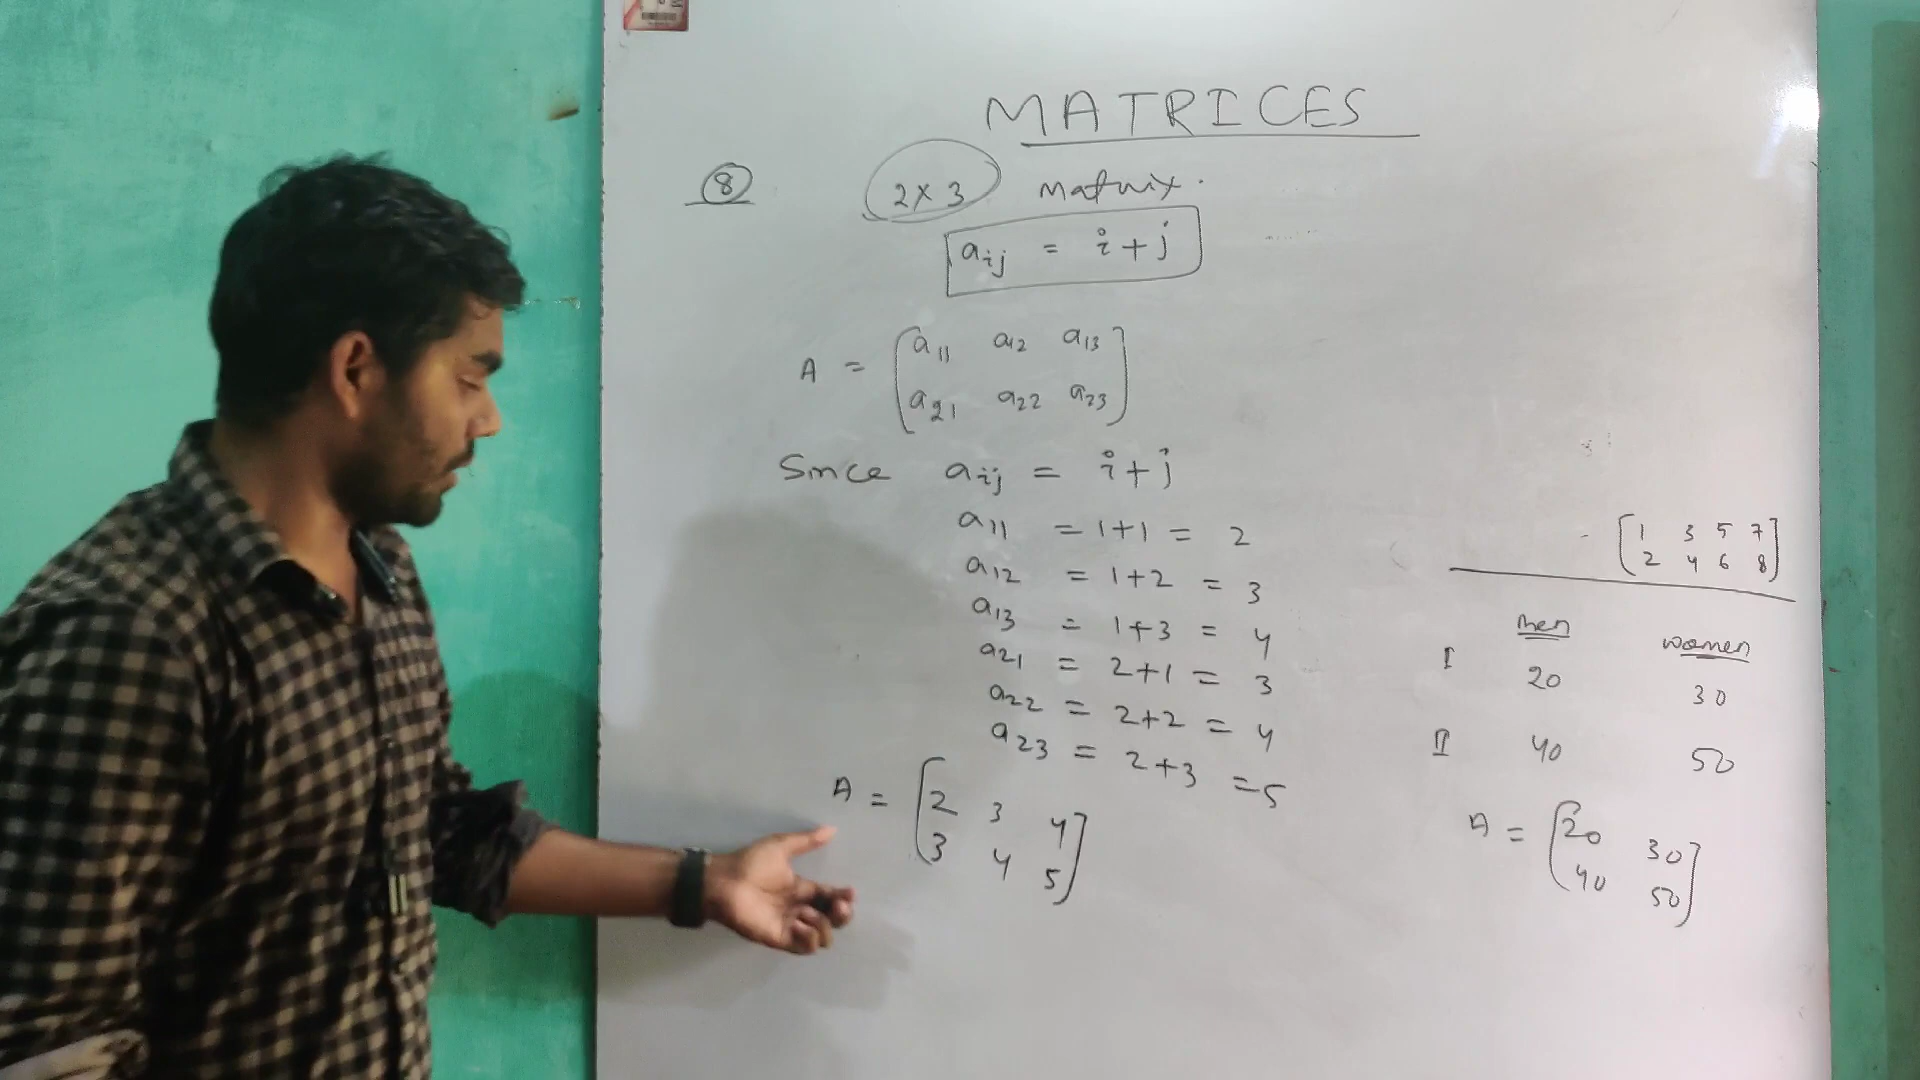 MATRICES
8 2×3 Matrix.
aij = i+j
A = [a11 a12 a13
a21 a22 a23]
Since aij = i+j
a11 = 1+1 = 2
a12 = 1+2 = 3
a13 = 1+3 = 4
a21 = 2+1 = 3
a22 = 2+2 = 4
a23 = 2+3 = 5
A = [2 3 4
3 4 5]
[1 3 5 7
2 4 6 8]
men women
I 20 30
II 40 50
A = [20 30
40 50]